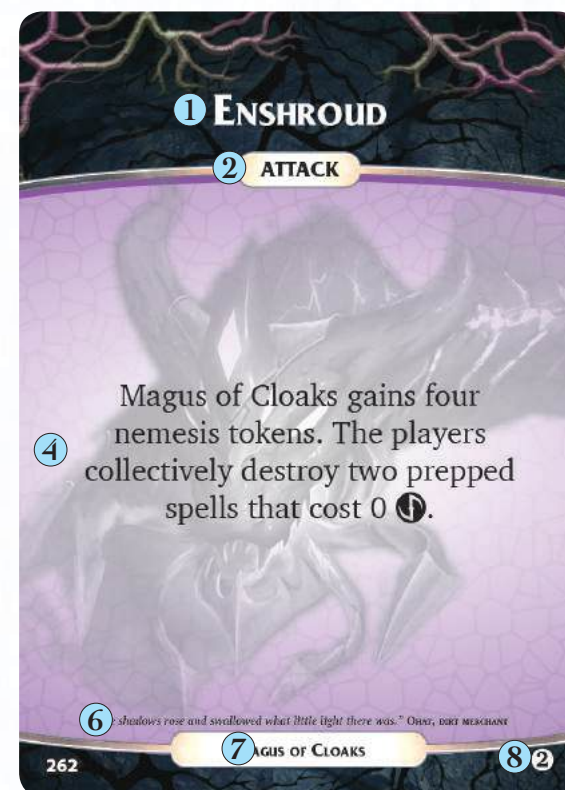 1 ENSHROUD
2 ATTACK
Magus of Cloaks gains four
nemesis tokens. The players
4 collectively destroy two prepped
spells that cost 0 .
6 shadows rose and swallowed what little light there was.” OHAT, DIRT MERCHANT
7 AGUS OF CLOAKS
262 8 2